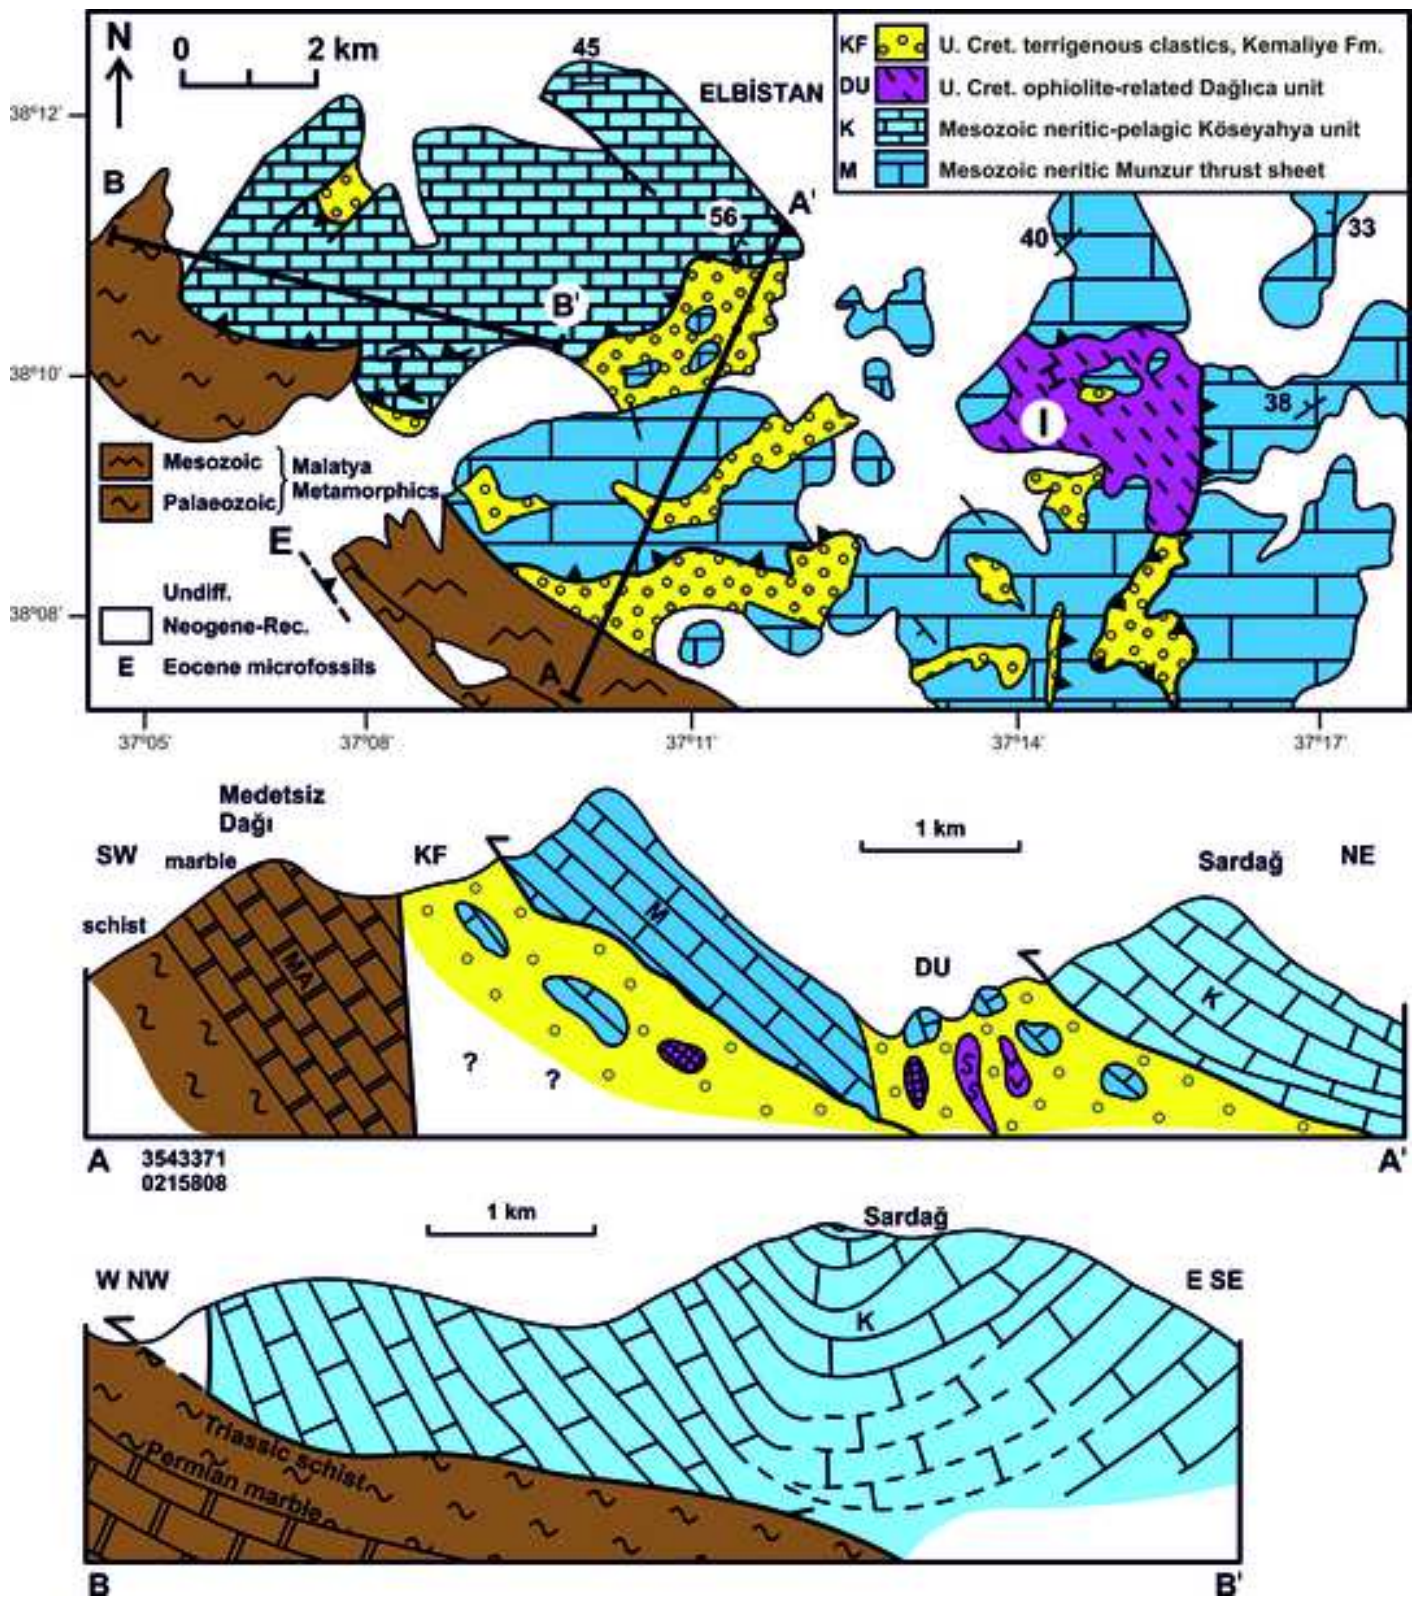 N
0 2 km
45
ELBİSTAN
KF U. Cret. terrigenous clastics, Kemaliye Fm.
DU U. Cret. ophiolite-related Dağlıca unit
K Mesozoic neritic-pelagic Köseyahya unit
M Mesozoic neritic Munzur thrust sheet
38°12'
B
A'
56
40
33
B'
38°10'
38
I
Mesozoic
Palaeozoic
Malatya
Metamorphics
E
Undiff.
Neogene-Rec.
38°08'
E Eocene microfossils
A
37°05'
37°08'
37°11'
37°14'
37°17'
Medetsiz
Dağı
SW
marble
KF
1 km
Sardağ
NE
schist
M
DU
MA
K
?
?
S
S
V
A
3543371
0215808
A'
1 km
Sardağ
W NW
E SE
K
Triassic schist
Permian marble
B
B'